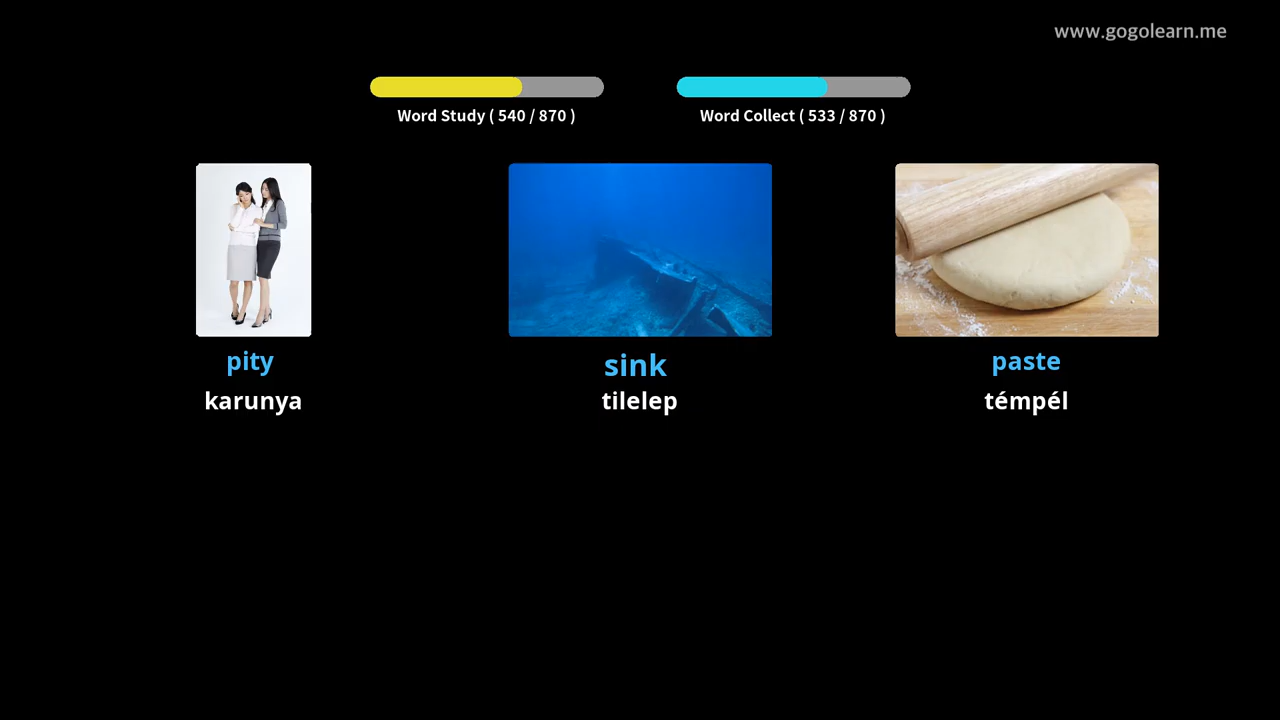 www.gogolearn.me
Word Study ( 540 / 870 )
Word Collect ( 533 / 870 )
pity
karunya
sink
tilelep
paste
témpél